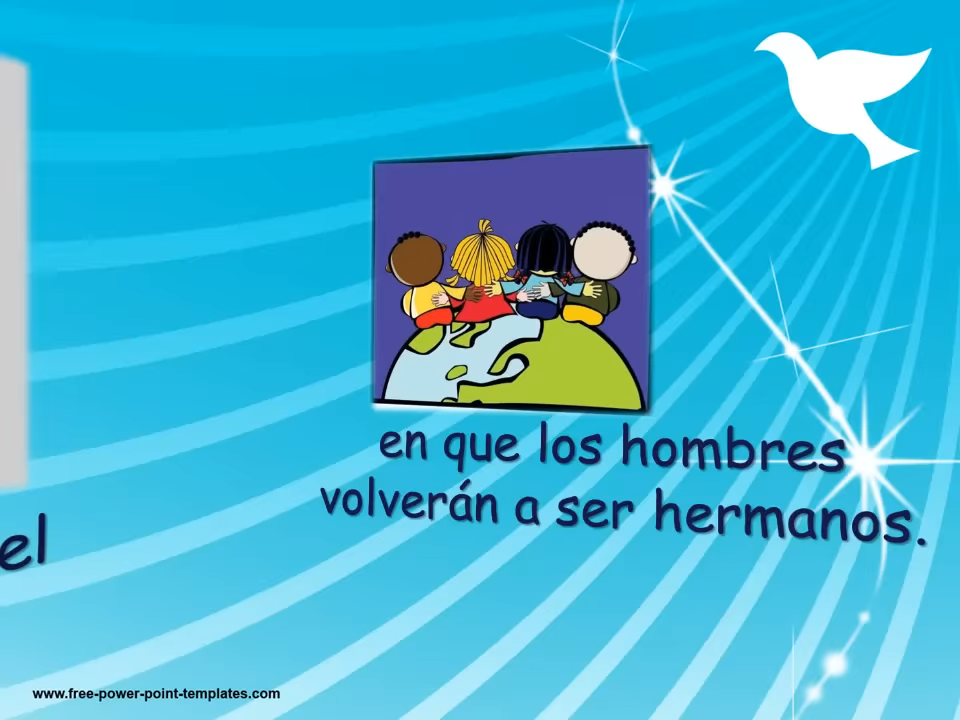 en que los hombres
volverán a ser hermanos.
el
www.free-power-point-templates.com